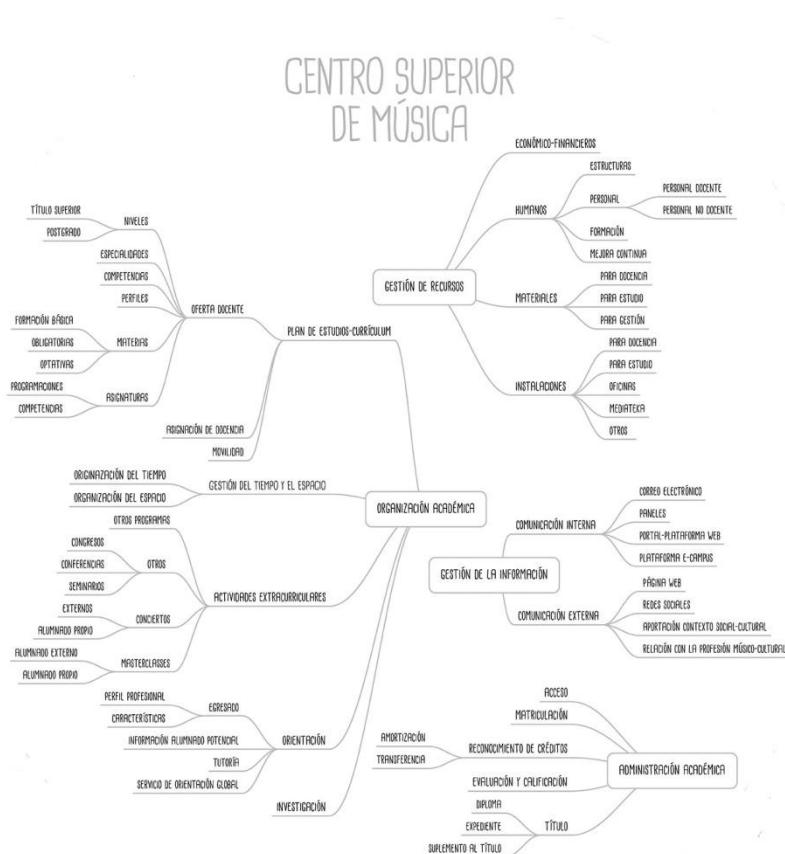 CENTRO SUPERIOR
DE MÚSICA
ECONÓMICO-FINANCIEROS
ESTRUCTURAS
HUMANOS
PERSONAL
PERSONAL DOCENTE
PERSONAL NO DOCENTE
FORMACIÓN
MEJORA CONTINUA
GESTIÓN DE RECURSOS
MATERIALES
PARA DOCENCIA
PARA ESTUDIO
PARA GESTIÓN
INSTALACIONES
PARA DOCENCIA
PARA ESTUDIO
OFICINAS
MEDIATEKA
OTROS
TÍTULO SUPERIOR
POSTGRADO
NIVELES
ESPECIALIDADES
COMPETENCIAS
PERFILES
OFERTA DOCENTE
FORMACIÓN BÁSICA
OBLIGATORIAS
OPTATIVAS
MATERIAS
PROGRAMACIONES
COMPETENCIAS
ASIGNATURAS
PLAN DE ESTUDIOS-CURRÍCULUM
ASIGNACIÓN DE DOCENCIA
MOVILIDAD
ORIGINAZACIÓN DEL TIEMPO
ORGANIZACIÓN DEL ESPACIO
GESTIÓN DEL TIEMPO Y EL ESPACIO
ORGANIZACIÓN ACADÉMICA
OTROS PROGRAMAS
CONGRESOS
CONFERENCIAS
SEMINARIOS
OTROS
EXTERNOS
ALUMNADO PROPIO
CONCIERTOS
ALUMNADO EXTERNO
ALUMNADO PROPIO
MASTERCLASSES
ACTIVIDADES EXTRACURRICULARES
PERFIL PROFESIONAL
CARACTERÍSTICAS
EGRESADO
INFORMACIÓN ALUMNADO POTENCIAL
TUTORÍA
SERVICIO DE ORIENTACIÓN GLOBAL
ORIENTACIÓN
INVESTIGACIÓN
GESTIÓN DE LA INFORMACIÓN
COMUNICACIÓN INTERNA
CORREO ELECTRÓNICO
PANELES
PORTAL-PLATAFORMA WEB
PLATAFORMA E-CAMPUS
COMUNICACIÓN EXTERNA
PÁGINA WEB
REDES SOCIALES
APORTACIÓN CONTEXTO SOCIAL-CULTURAL
RELACIÓN CON LA PROFESIÓN MÚSICO-CULTURAL
ACCESO
MATRICULACIÓN
AMORTIZACIÓN
TRANSFERENCIA
RECONOCIMIENTO DE CRÉDITOS
ADMINISTRACIÓN ACADÉMICA
EVALUACIÓN Y CALIFICACIÓN
DIPLOMA
EXPEDIENTE
SUPLEMENTO AL TÍTULO
TÍTULO